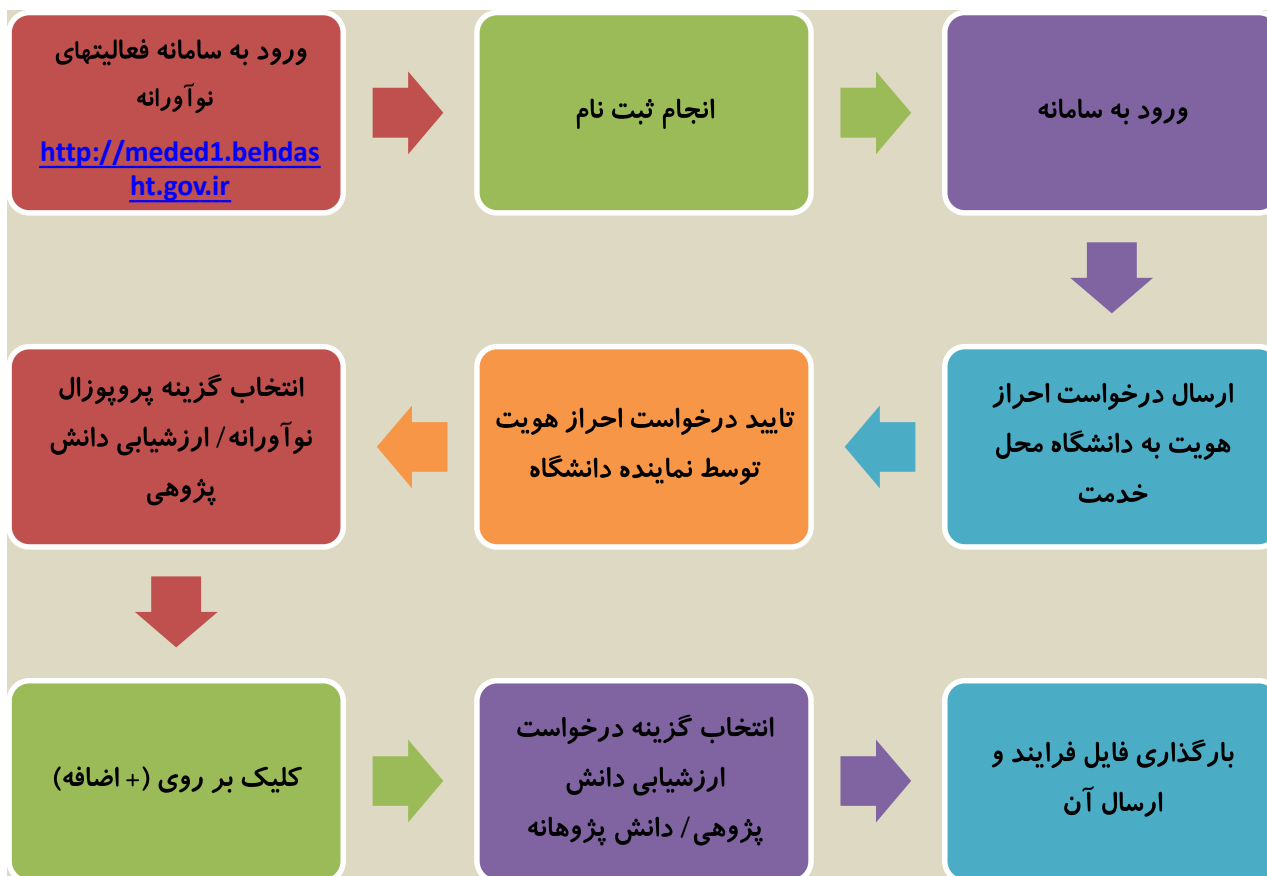 ورود به سامانه فعالیتهای
نوآورانه
http://meded1.behdas
ht.gov.ir
انجام ثبت نام
ورود به سامانه
ارسال درخواست احراز
هویت به دانشگاه محل
خدمت
تایید درخواست احراز هویت
توسط نماینده دانشگاه
انتخاب گزینه پروپوزال
نوآورانه/ ارزشیابی دانش
پژوهی
کلیک بر روی (+ اضافه)
انتخاب گزینه درخواست
ارزشیابی دانش
پژوهی/ دانش پژوهانه
بارگذاری فایل فرایند و
ارسال آن